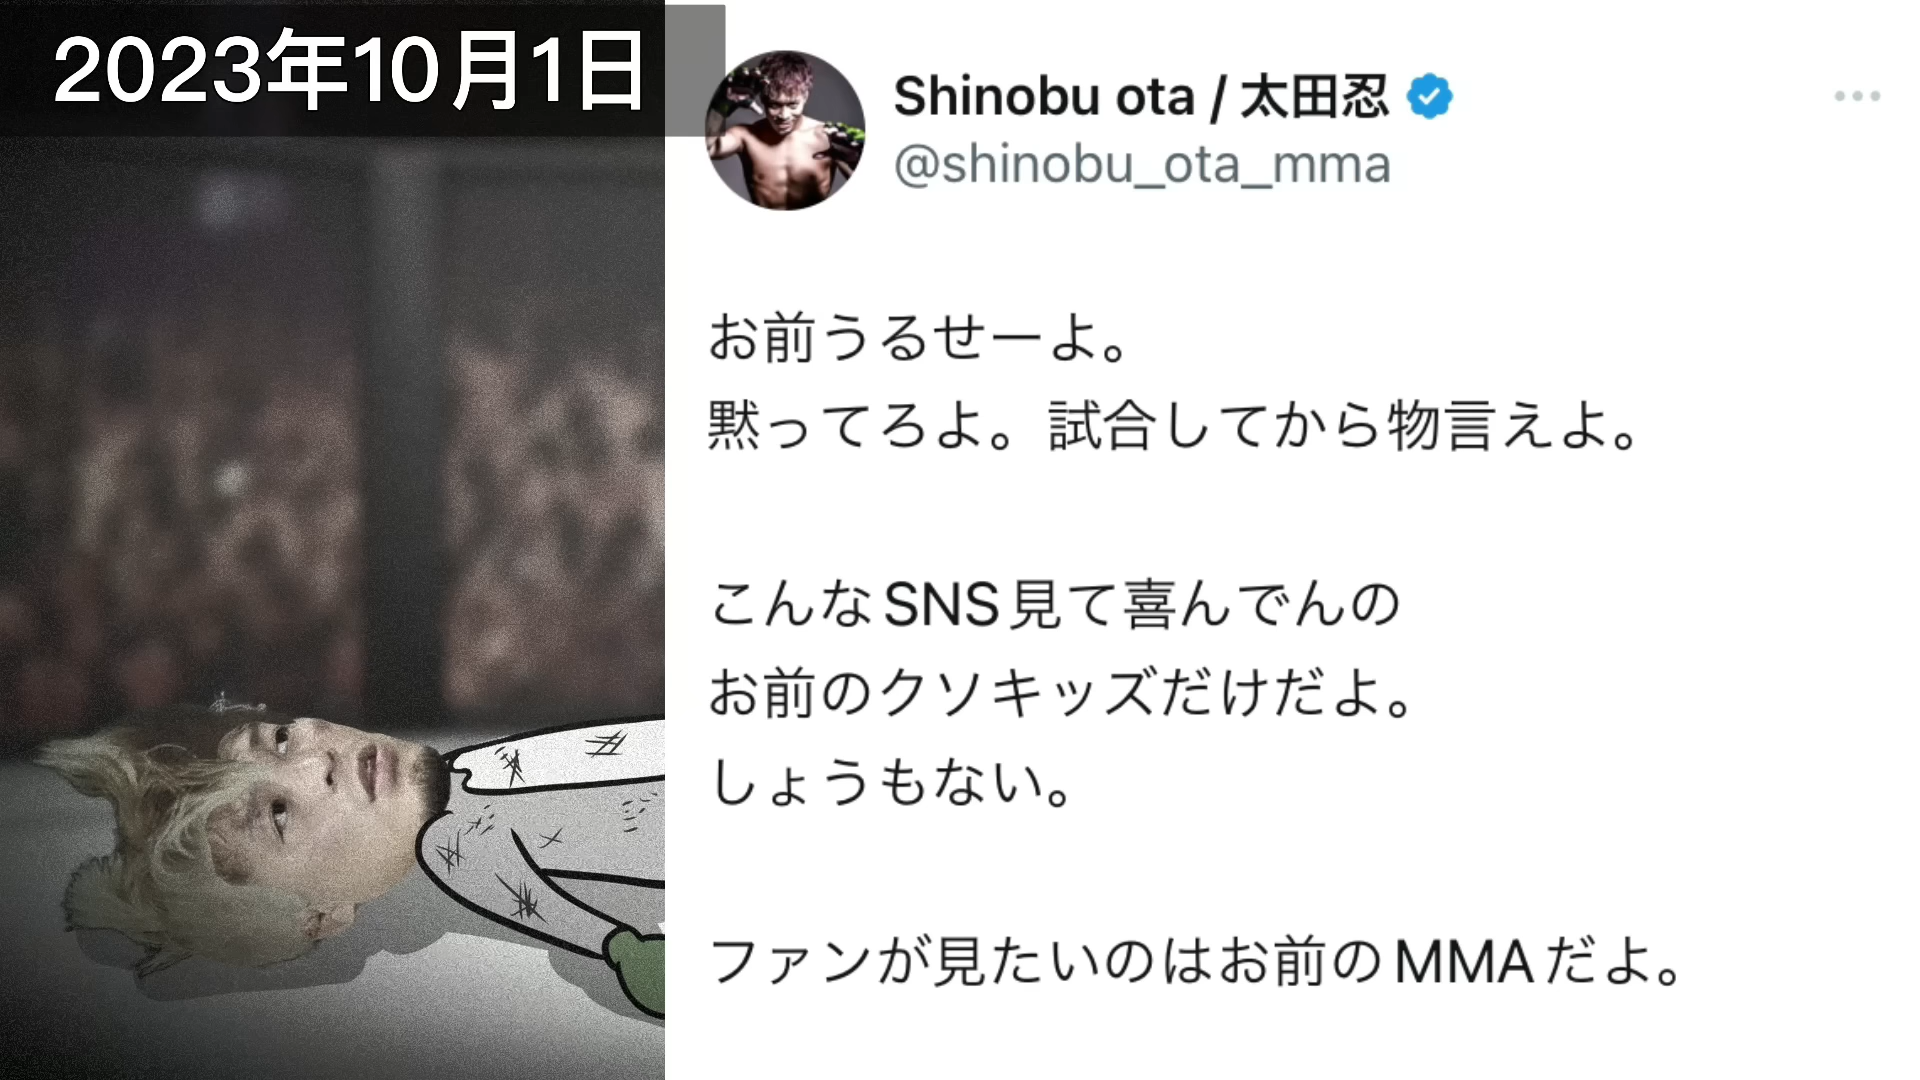 2023年10月1日
Shinobu ota / 太田忍
@shinobu_ota_mma
お前うるせーよ。
黙ってろよ。試合してから物言えよ。
こんなSNS見て喜んでんの
お前のクソキッズだけだよ。
しょうもない。
ファンが見たいのはお前のMMAだよ。